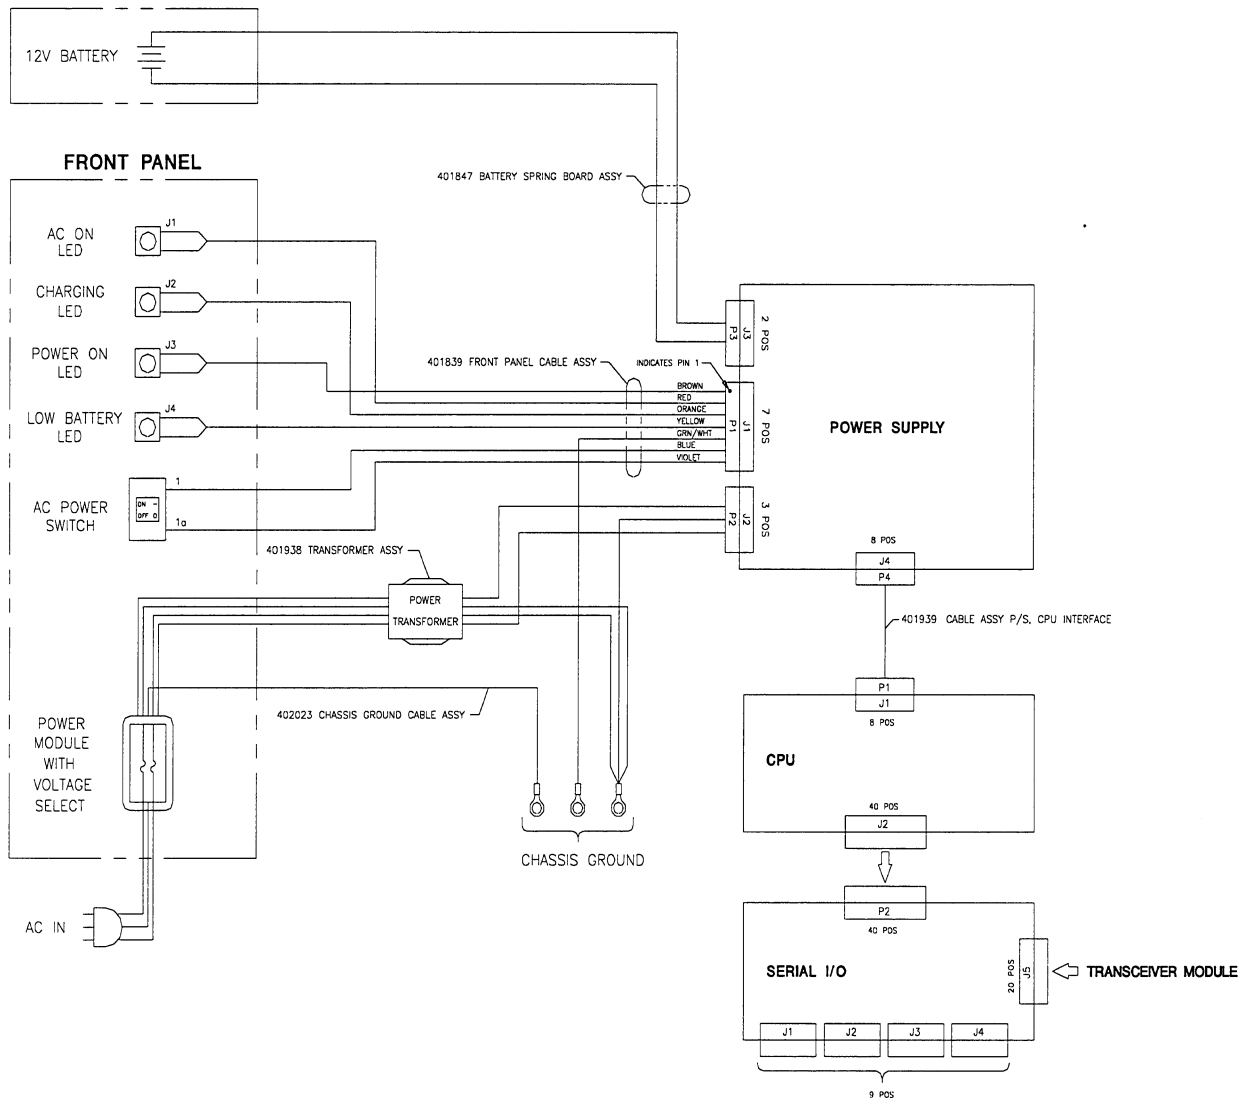 12V BATTERY
FRONT PANEL
401847 BATTERY SPRING BOARD ASSY
AC ON
LED
J1
CHARGING
LED
J2
POWER ON
LED
J3
LOW BATTERY
LED
J4
AC POWER
SWITCH
ON -
OFF O
1
1a
401839 FRONT PANEL CABLE ASSY
INDICATES PIN 1
BROWN
RED
ORANGE
YELLOW
GRN/WHT
BLUE
VIOLET
P3
J3
2 POS
P1
J1
7 POS
P2
J2
3 POS
POWER SUPPLY
8 POS
J4
P4
401938 TRANSFORMER ASSY
POWER
TRANSFORMER
401939 CABLE ASSY P/S, CPU INTERFACE
402023 CHASSIS GROUND CABLE ASSY
POWER
MODULE
WITH
VOLTAGE
SELECT
CHASSIS GROUND
AC IN
P1
J1
8 POS
CPU
40 POS
J2
P2
40 POS
SERIAL I/O
20 POS
J5
TRANSCEIVER MODULE
J1
J2
J3
J4
9 POS